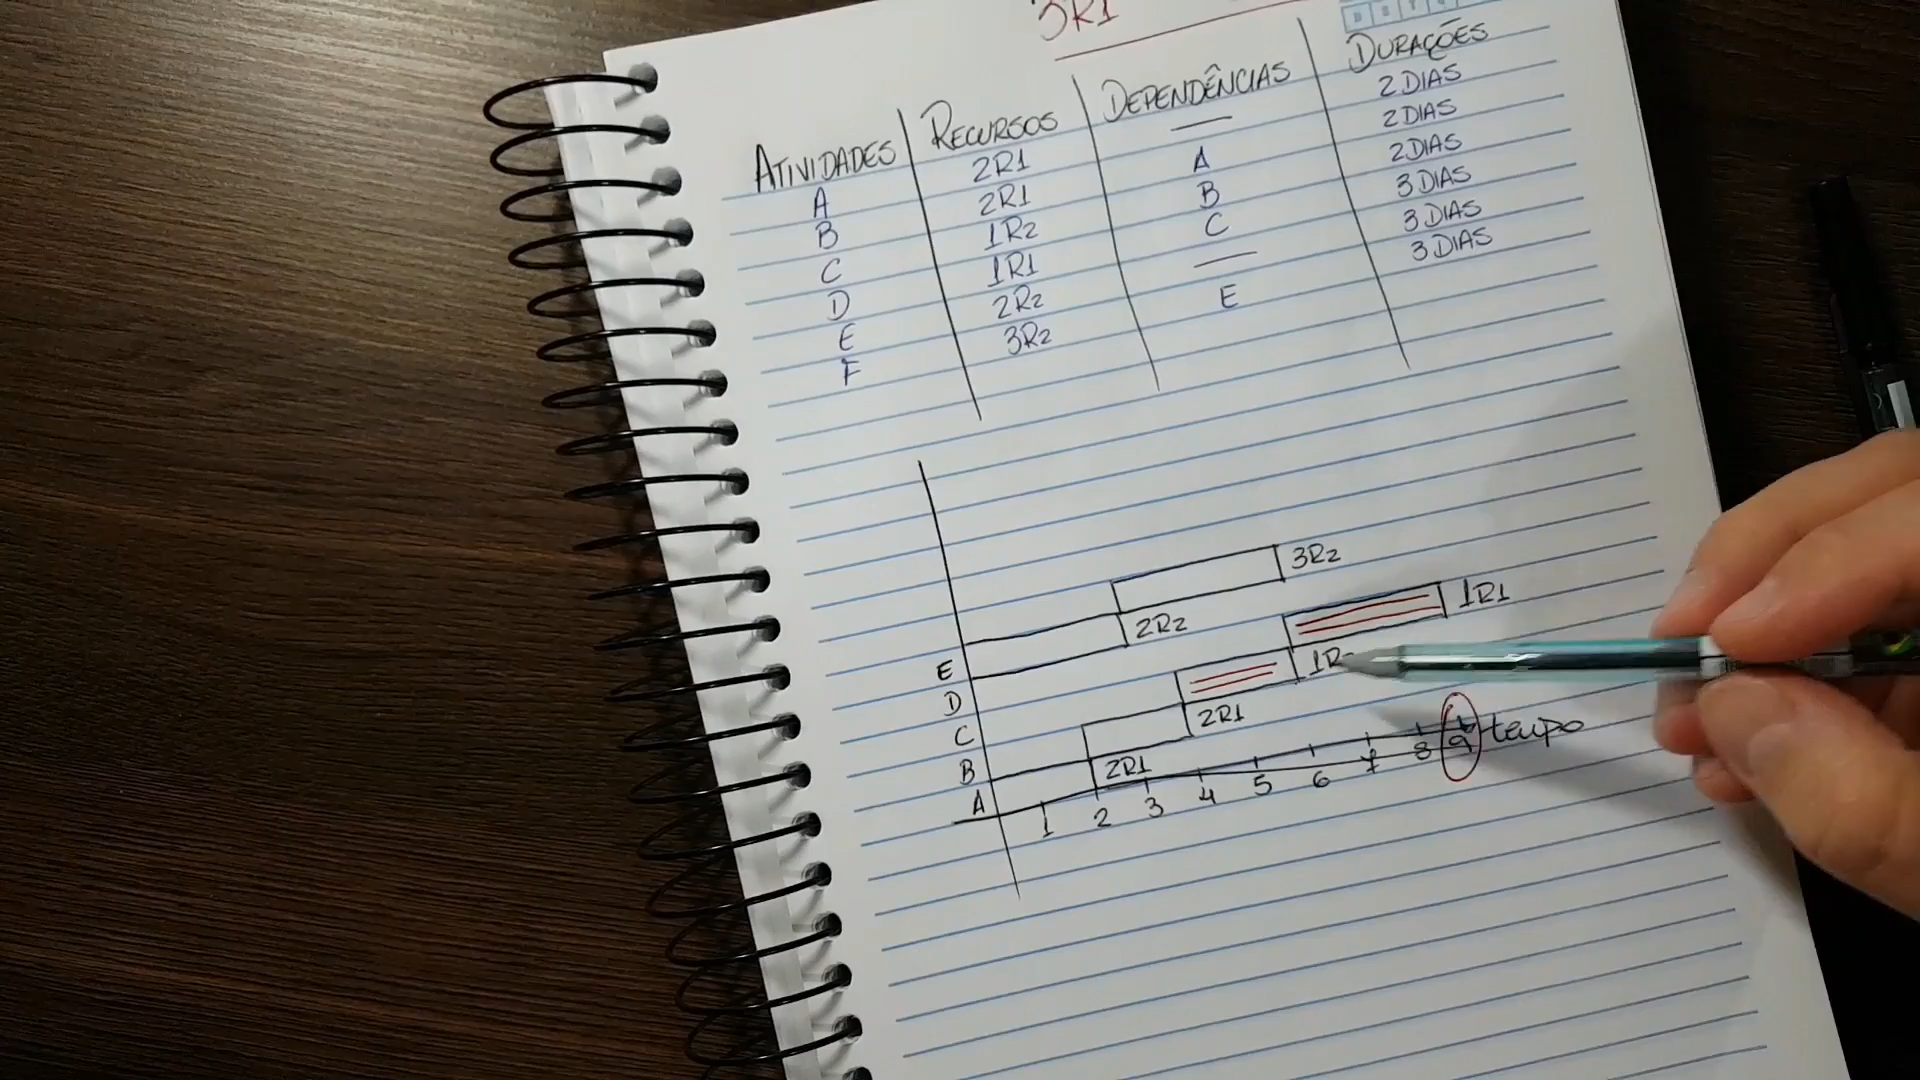 3R1
ATIVIDADES RECURSOS DEPENDÊNCIAS DURAÇÕES
A 2R1 — 2 DIAS
B 2R1 A 2 DIAS
C 1R2 B 2 DIAS
D 1R1 C 3 DIAS
E 2R2 — 3 DIAS
F 3R2 E 3 DIAS
3R2
1R1
2R2
E
D
C
B
A
2R1
2R1
1 2 3 4 5 6 7 8 9 tempo